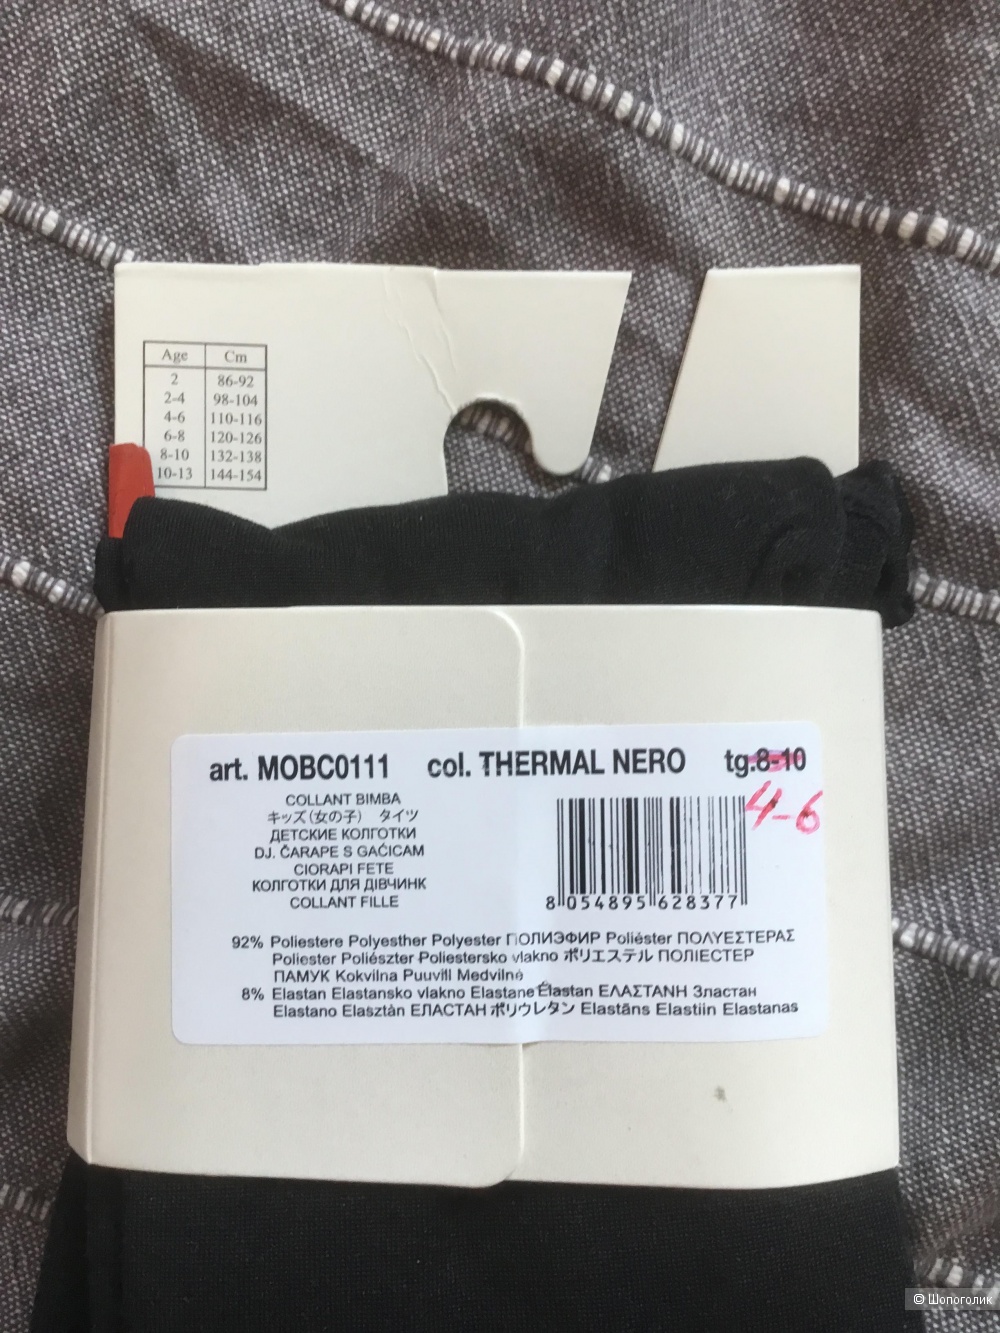 Age Cm
2 86-92
2-4 98-104
4-6 110-116
6-8 120-126
8-10 132-138
10-13 144-154
art. MOBC0111 col. THERMAL NERO tg.8-10
4-6
COLLANT BIMBA
キッズ(女の子) タイツ
ДЕТСКИЕ КОЛГОТКИ
DJ. ČARAPE S GAĆICAM
CIORAPI FETE
КОЛГОТКИ ДЛЯ ДІВЧИНК
COLLANT FILLE
8 054895 628377
92% Poliestere Polyesther Polyester ПОЛИЭФИР Poliéster ΠΟΛΥΕΣΤΕΡΑΣ
Poliester Poliészter Poliestersko vlakno ポリエステル ПОЛІЕСТЕР
ПАМУК Kokvilna Puuvill Medvilnė
8% Elastan Elastansko vlakno Elastane Élastan ΕΛΑΣΤΑΝΗ Зластан
Elastano Elasztàn ЕЛАСТАН ポリウレタン Elastāns Elastiin Elastanas
© Шопоголик